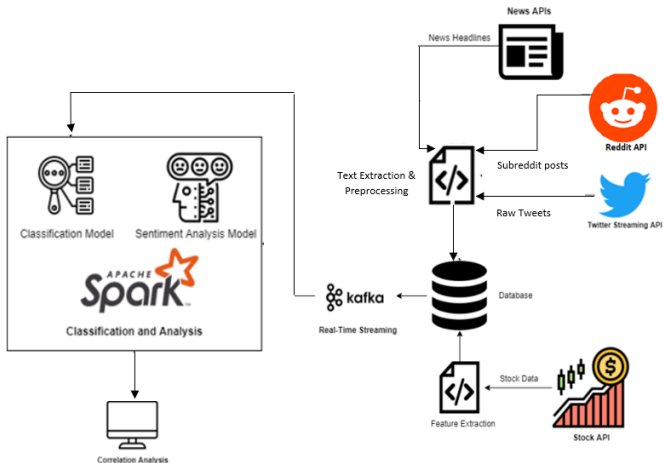 News APIs
News Headlines
Reddit API
Subreddit posts
Text Extraction &
Preprocessing
Raw Tweets
Twitter Streaming API
Classification Model
Sentiment Analysis Model
APACHE
Spark™
Classification and Analysis
kafka
Real-Time Streaming
Database
Stock Data
Feature Extraction
Stock API
Correlation Analysis